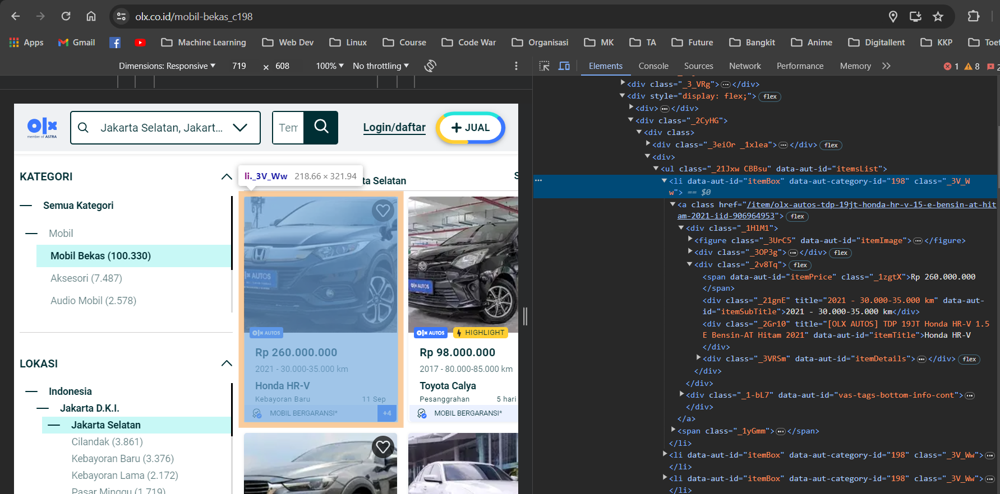 olx.co.id/mobil-bekas_c198
Apps
Gmail
Machine Learning
Web Dev
Linux
Course
Code War
Organisasi
MK
TA
Future
Bangkit
Anime
Digitallent
KKP
Dimensions: Responsive
719 × 608
100%
No throttling
Elements
Console
Sources
Network
Performance
Memory
1
8
2
olx
member of ASTRA
Jakarta Selatan, Jakart...
Tem
Login/daftar
+ JUAL
KATEGORI
Semua Kategori
Mobil
Mobil Bekas (100.330)
Aksesori (7.487)
Audio Mobil (2.578)
LOKASI
Indonesia
Jakarta D.K.I.
Jakarta Selatan
Cilandak (3.861)
Kebayoran Baru (3.376)
Kebayoran Lama (2.172)
Pasar Minggu (1.719)
li._3V_Ww 218.66 × 321.94
ta Selatan
S
AUTOS
olx AUTOS
Rp 260.000.000
2021 - 30.000-35.000 km
Honda HR-V
Kebayoran Baru 11 Sep
MOBIL BERGARANSI* +4
olx AUTOS
olx AUTOS
HIGHLIGHT
Rp 98.000.000
2017 - 80.000-85.000 km
Toyota Calya
Pesanggrahan 5 hari
MOBIL BERGARANSI*
<div class="_3_VRg"></div>
<div style="display: flex;"> flex
<div></div>
<div class="_2CyHG">
<div class>
<div class="_3eiOr _1xlea"></div> flex
<div>
<ul class="_21Jxw CBBsu" data-aut-id="itemsList">
<li data-aut-id="itemBox" data-aut-category-id="198" class="_3V_W
w"> == $0
<a class href="/item/olx-autos-tdp-19jt-honda-hr-v-15-e-bensin-at-hit
am-2021-iid-906964953"> flex
<div class="_1HlM1">
<figure class="_3UrC5" data-aut-id="itemImage"></figure>
<div class="_3OP3g"></div> flex
<div class="_2v8Tq"> flex
<span data-aut-id="itemPrice" class="_1zgtX">Rp 260.000.000
</span>
<div class="_21gnE" title="2021 - 30.000-35.000 km" data-aut-
id="itemSubTitle">2021 - 30.000-35.000 km</div>
<div class="_2Gr10" title="[OLX AUTOS] TDP 19JT Honda HR-V 1.5
E Bensin-AT Hitam 2021" data-aut-id="itemTitle">Honda HR-V
</div>
<div class="_3VRSm" data-aut-id="itemDetails"></div> flex
</div>
</div>
<div class="_1-bL7" data-aut-id="vas-tags-bottom-info-cont">
</div>
</a>
<span class="_1yGmm"></span>
</li>
<li data-aut-id="itemBox" data-aut-category-id="198" class="_3V_Ww">
</li>
<li data-aut-id="itemBox" data-aut-category-id="198" class="_3V_Ww">
</li>